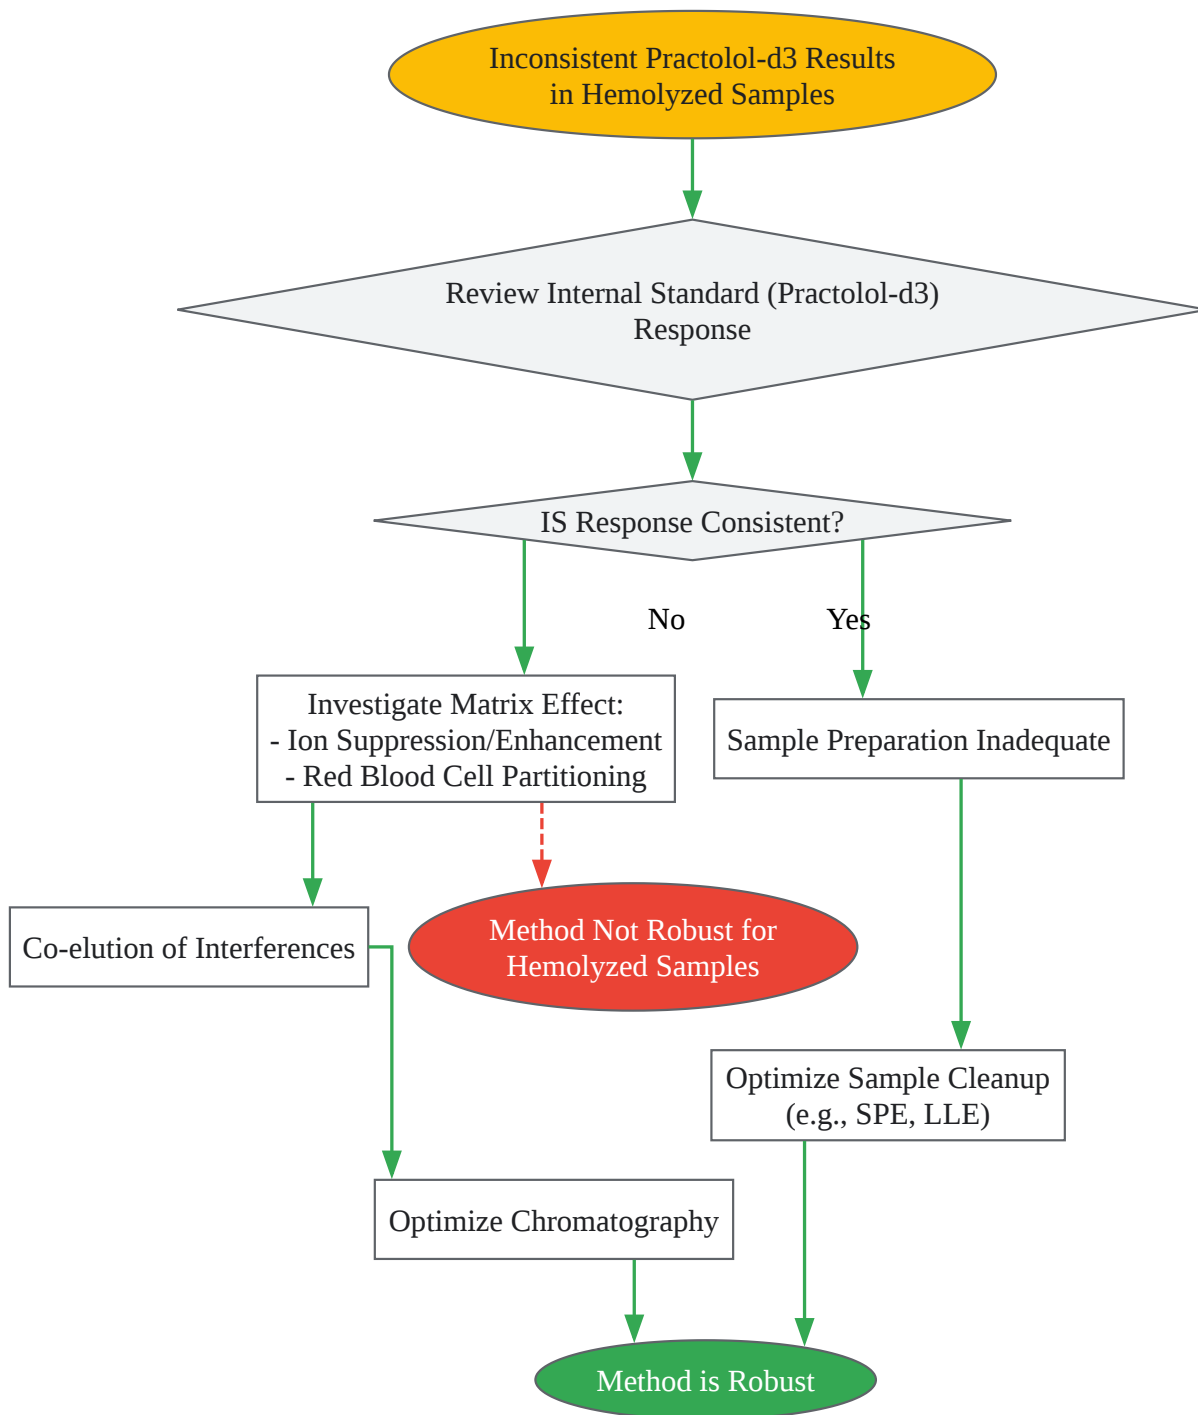 Inconsistent Practolol-d3 Results
in Hemolyzed Samples
Review Internal Standard (Practolol-d3)
Response
IS Response Consistent?
No
Yes
Investigate Matrix Effect:
- Ion Suppression/Enhancement
- Red Blood Cell Partitioning
Sample Preparation Inadequate
Co-elution of Interferences
Method Not Robust for
Hemolyzed Samples
Optimize Sample Cleanup
(e.g., SPE, LLE)
Optimize Chromatography
Method is Robust